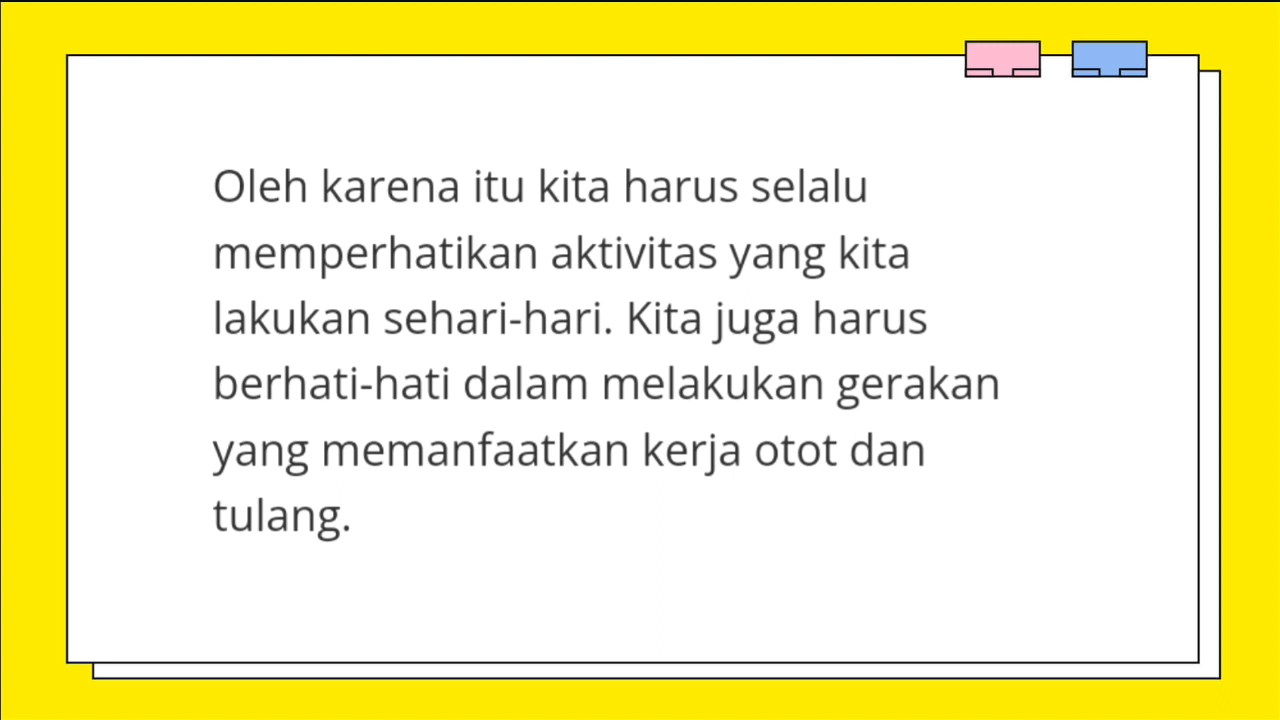 Oleh karena itu kita harus selalu
memperhatikan aktivitas yang kita
lakukan sehari-hari. Kita juga harus
berhati-hati dalam melakukan gerakan
yang memanfaatkan kerja otot dan
tulang.